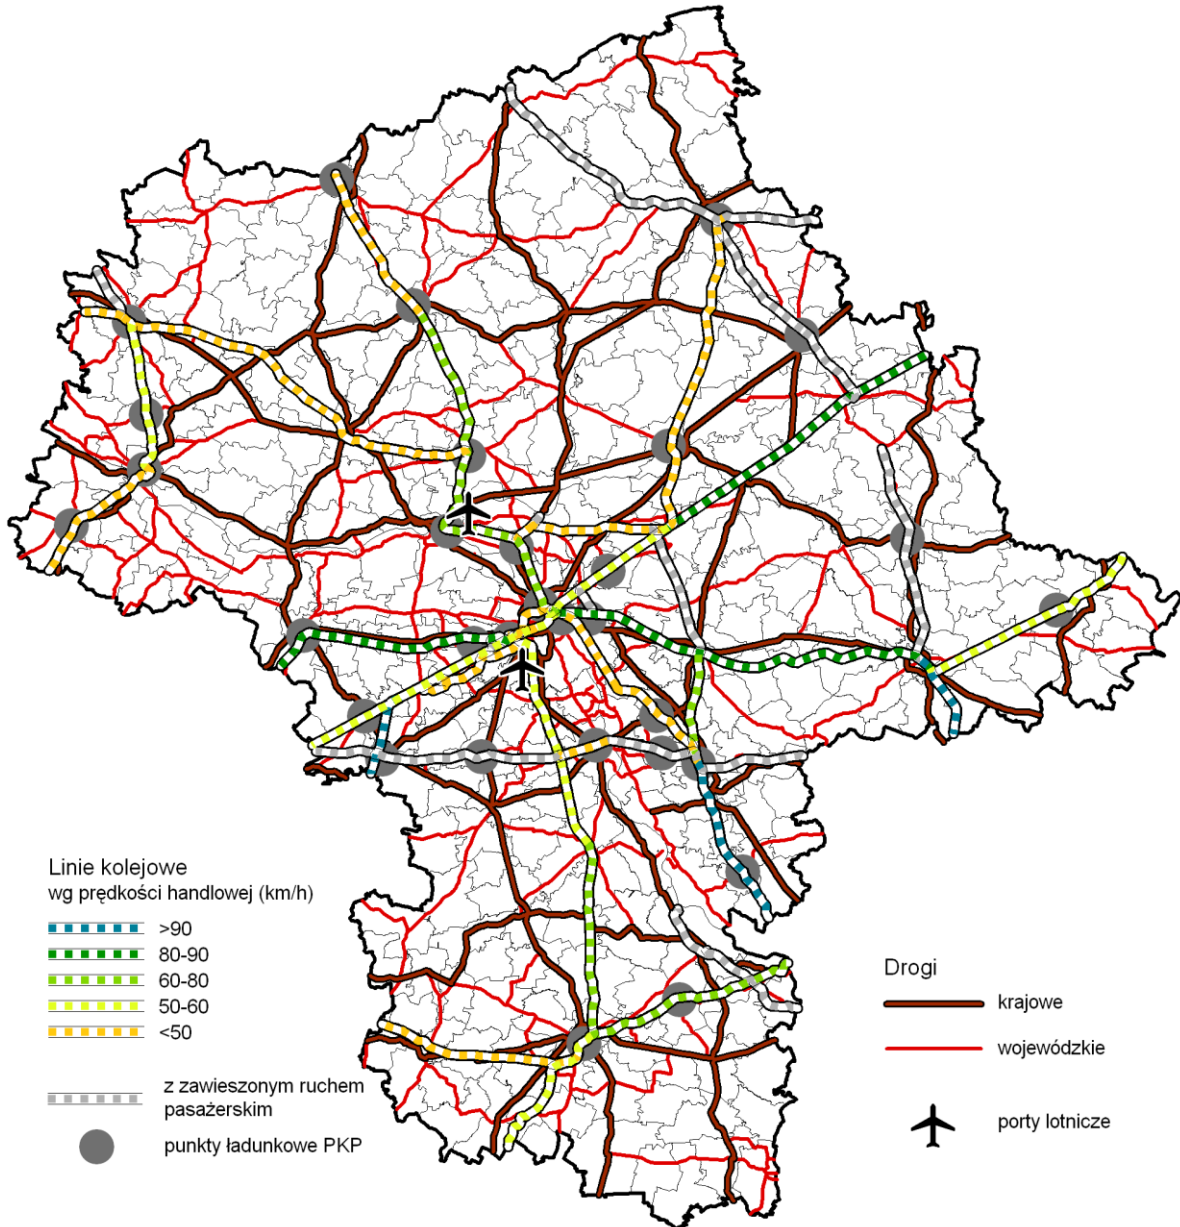 Linie kolejowe
wg prędkości handlowej (km/h)
>90
80-90
60-80
50-60
<50
z zawieszonym ruchem
pasażerskim
punkty ładunkowe PKP
Drogi
krajowe
wojewódzkie
porty lotnicze